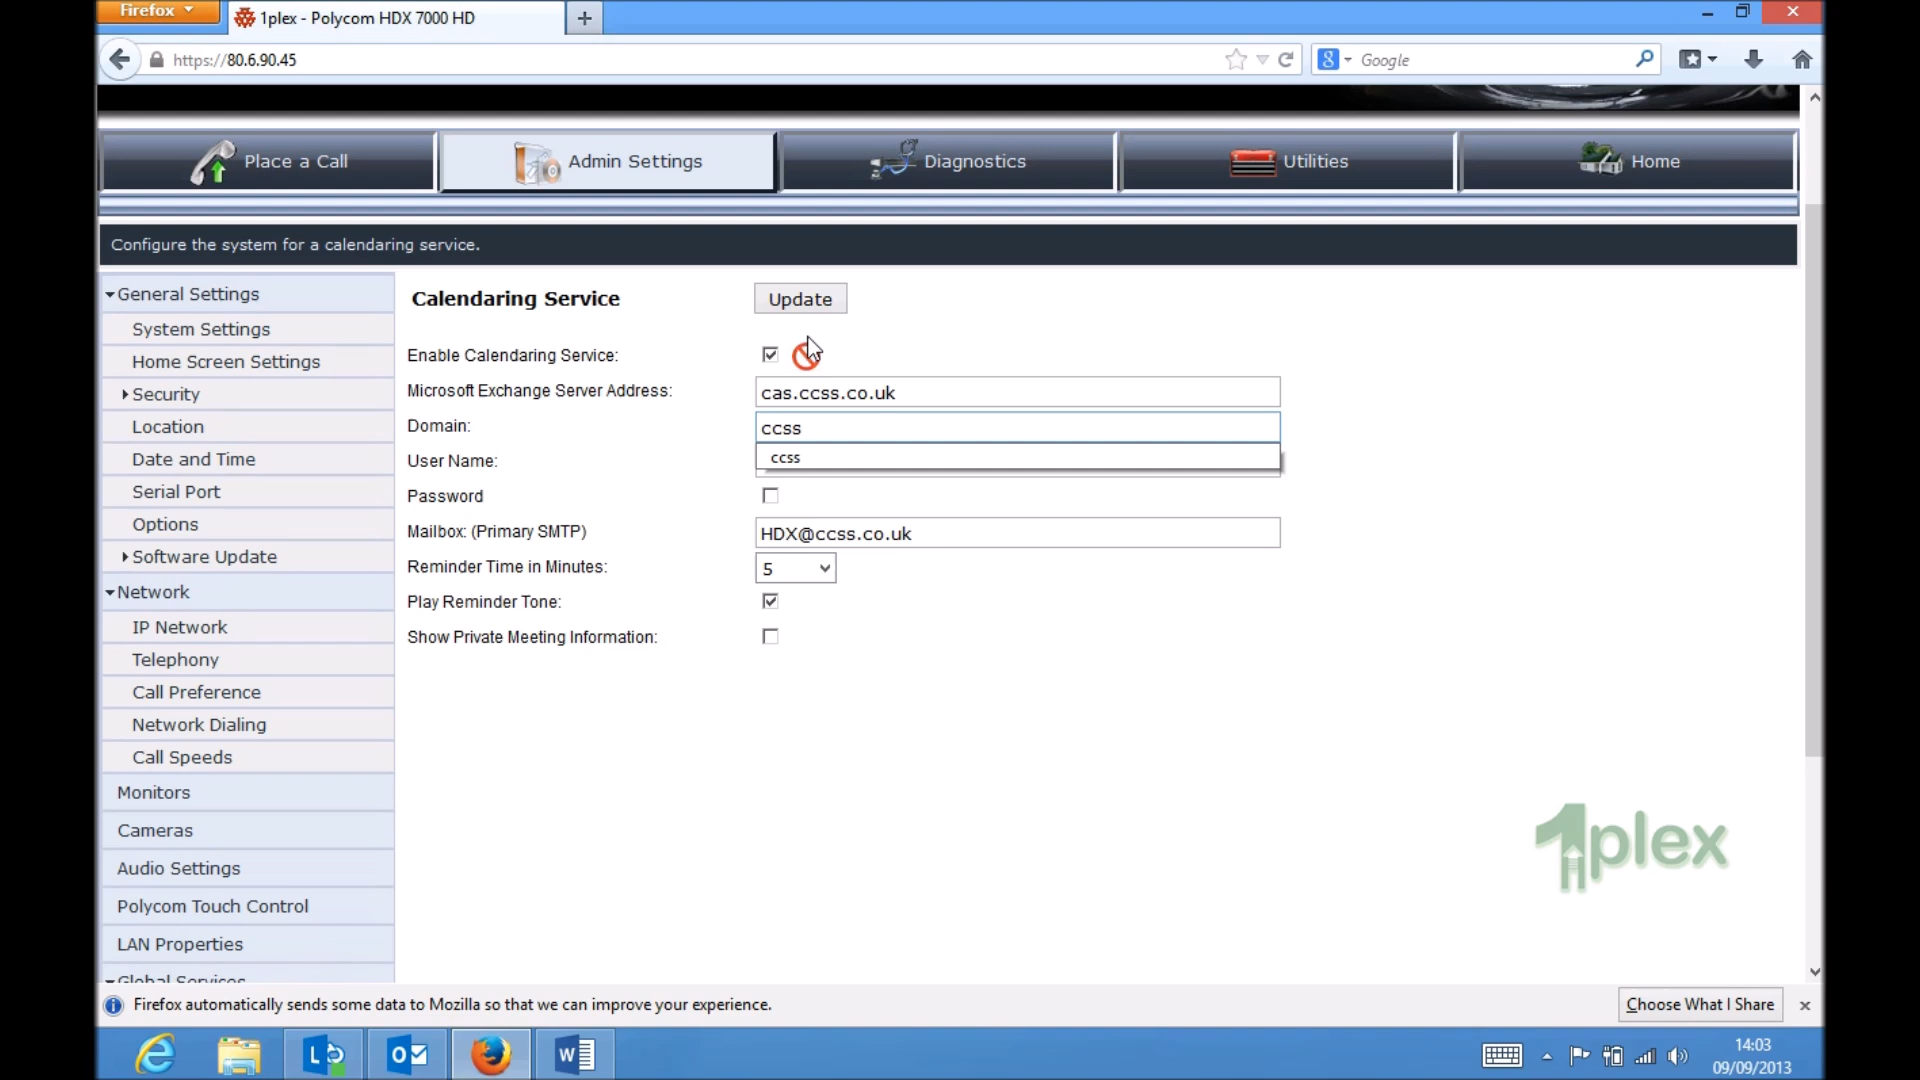 Firefox
1plex - Polycom HDX 7000 HD
https://80.6.90.45
Google
Place a Call
Admin Settings
Diagnostics
Utilities
Home
Configure the system for a calendaring service.
General Settings
System Settings
Home Screen Settings
Security
Location
Date and Time
Serial Port
Options
Software Update
Network
IP Network
Telephony
Call Preference
Network Dialing
Call Speeds
Monitors
Cameras
Audio Settings
Polycom Touch Control
LAN Properties
Global Services
Calendaring Service
Update
Enable Calendaring Service:
Microsoft Exchange Server Address:
cas.ccss.co.uk
Domain:
ccss
ccss
User Name:
Password
Mailbox: (Primary SMTP)
HDX@ccss.co.uk
Reminder Time in Minutes:
5
Play Reminder Tone:
Show Private Meeting Information:
1plex
Firefox automatically sends some data to Mozilla so that we can improve your experience.
Choose What I Share
14:03
09/09/2013